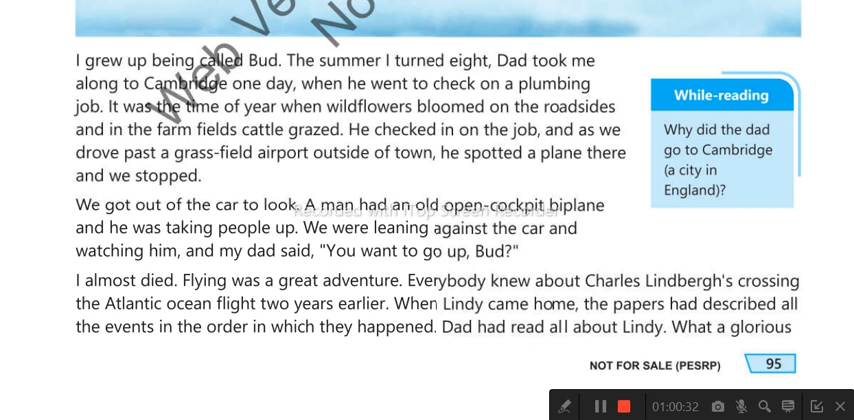 I grew up being called Bud. The summer I turned eight, Dad took me
along to Cambridge one day, when he went to check on a plumbing
job. It was the time of year when wildflowers bloomed on the roadsides
and in the farm fields cattle grazed. He checked in on the job, and as we
drove past a grass-field airport outside of town, he spotted a plane there
and we stopped.
While-reading
Why did the dad
go to Cambridge
(a city in
England)?
We got out of the car to look. A man had an old open-cockpit biplane
and he was taking people up. We were leaning against the car and
watching him, and my dad said, "You want to go up, Bud?"
I almost died. Flying was a great adventure. Everybody knew about Charles Lindbergh's crossing
the Atlantic ocean flight two years earlier. When Lindy came home, the papers had described all
the events in the order in which they happened. Dad had read all about Lindy. What a glorious
NOT FOR SALE (PESRP) 95
Web Ve
No
Recorded with iTop Screen Recorder
01:00:32